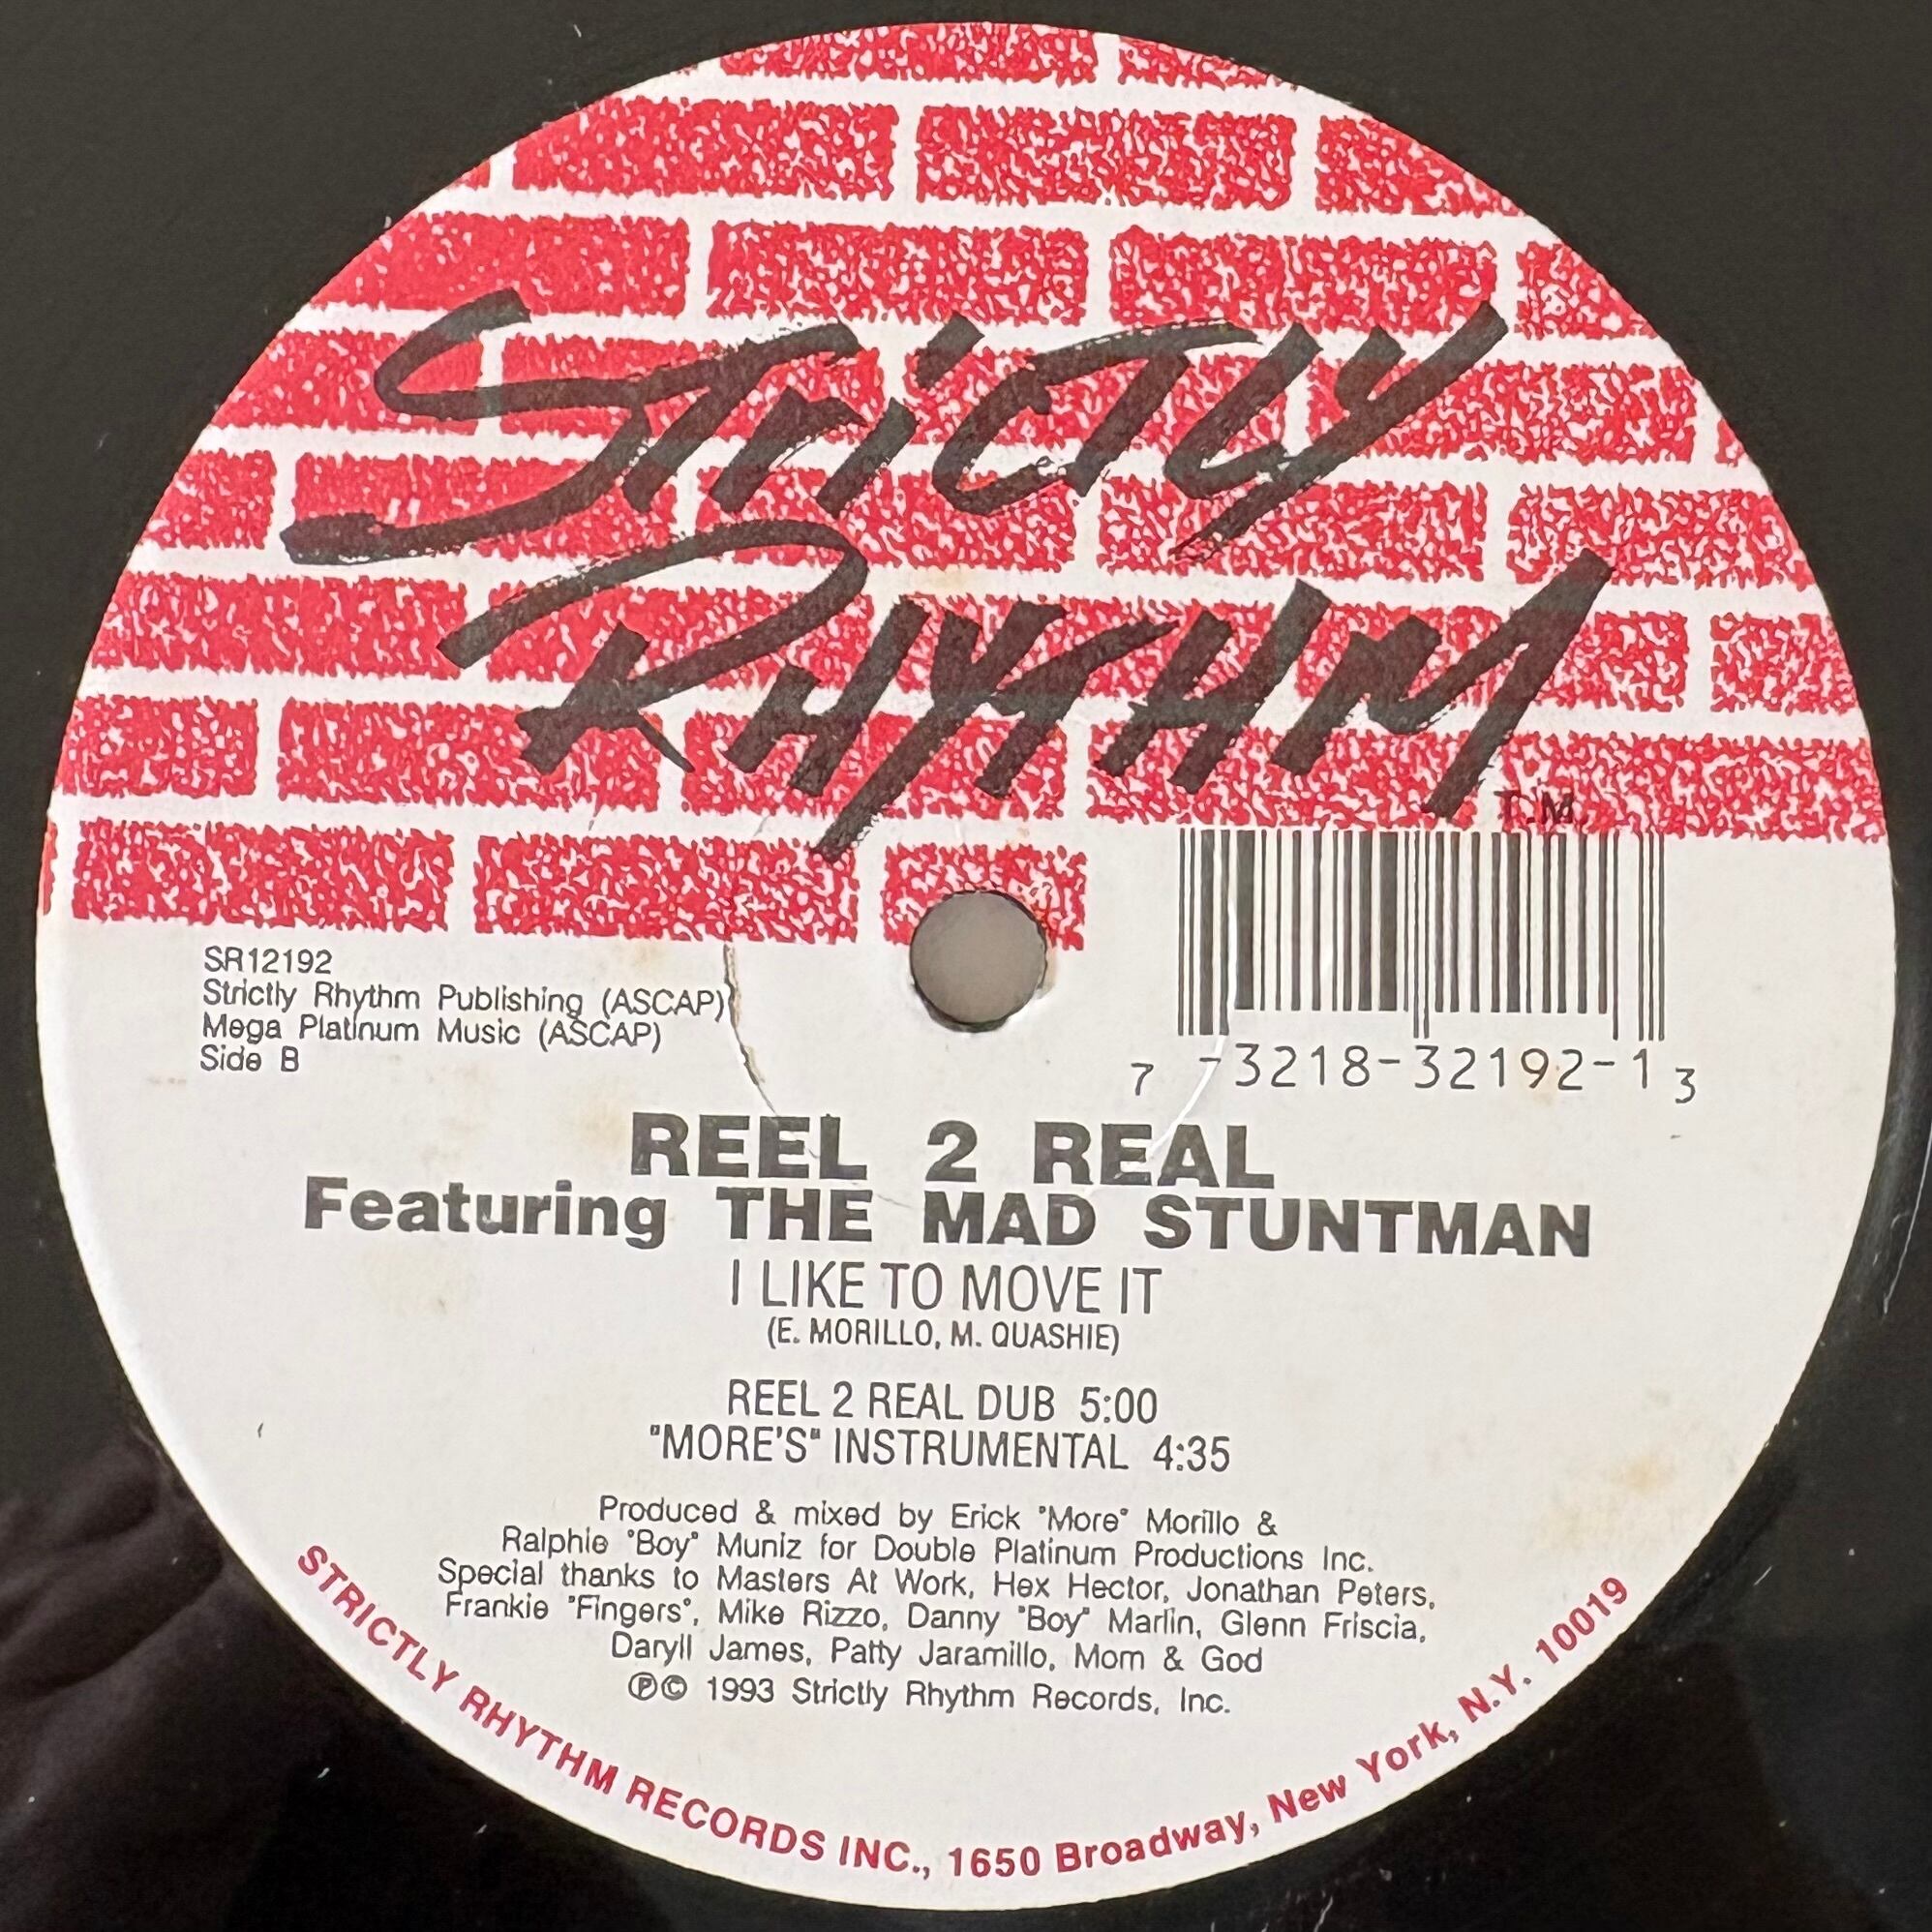 Strictly
Rhythm
T.M.
SR12192
Strictly Rhythm Publishing (ASCAP)
Mega Platinum Music (ASCAP)
Side B
7 -3218-32192-1 3
REEL 2 REAL
Featuring THE MAD STUNTMAN
I LIKE TO MOVE IT
(E. MORILLO, M. QUASHIE)
REEL 2 REAL DUB 5:00
"MORE'S" INSTRUMENTAL 4:35
Produced & mixed by Erick "More" Morillo &
Ralphie "Boy" Muniz for Double Platinum Productions Inc.
Special thanks to Masters At Work, Hex Hector, Jonathan Peters,
Frankie "Fingers", Mike Rizzo, Danny "Boy" Marlin, Glenn Friscia,
Daryll James, Patty Jaramillo, Mom & God
℗© 1993 Strictly Rhythm Records, Inc.
STRICTLY RHYTHM RECORDS INC., 1650 Broadway, New York, N.Y. 10019